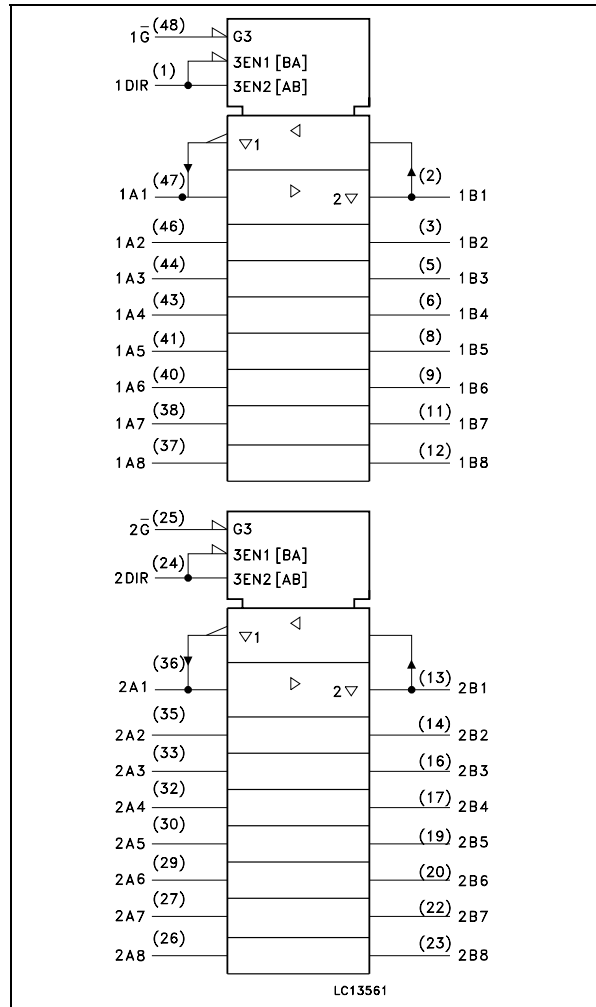 1G̅ (48) G3
3EN1 [BA]
1DIR (1) 3EN2 [AB]
▽1 ◁
1A1 (47) ▷ 2▽ (2) 1B1
1A2 (46) (3) 1B2
1A3 (44) (5) 1B3
1A4 (43) (6) 1B4
1A5 (41) (8) 1B5
1A6 (40) (9) 1B6
1A7 (38) (11) 1B7
1A8 (37) (12) 1B8
2G̅ (25) G3
3EN1 [BA]
2DIR (24) 3EN2 [AB]
▽1 ◁
2A1 (36) ▷ 2▽ (13) 2B1
2A2 (35) (14) 2B2
2A3 (33) (16) 2B3
2A4 (32) (17) 2B4
2A5 (30) (19) 2B5
2A6 (29) (20) 2B6
2A7 (27) (22) 2B7
2A8 (26) (23) 2B8
LC13561